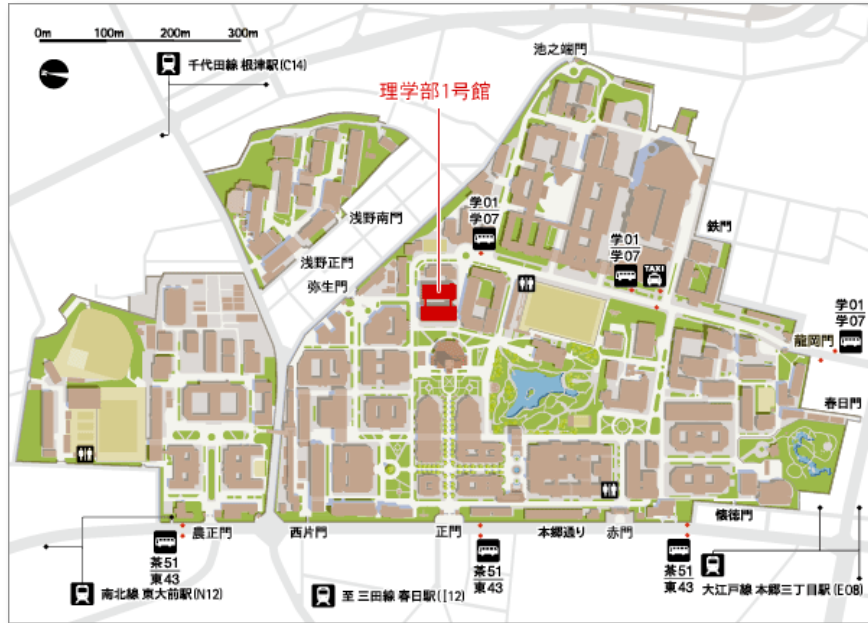 0m 100m 200m 300m
千代田線 根津駅(C14)
池之端門
理学部1号館
学01
学07
浅野南門
浅野正門
弥生門
学01
学07
TAXI
鉄門
学01
学07
龍岡門
春日門
農正門
西片門
正門
本郷通り
赤門
懐徳門
茶51
東43
茶51
東43
茶51
東43
南北線 東大前駅(N12)
至 三田線 春日駅(I12)
大江戸線 本郷三丁目駅(E08)